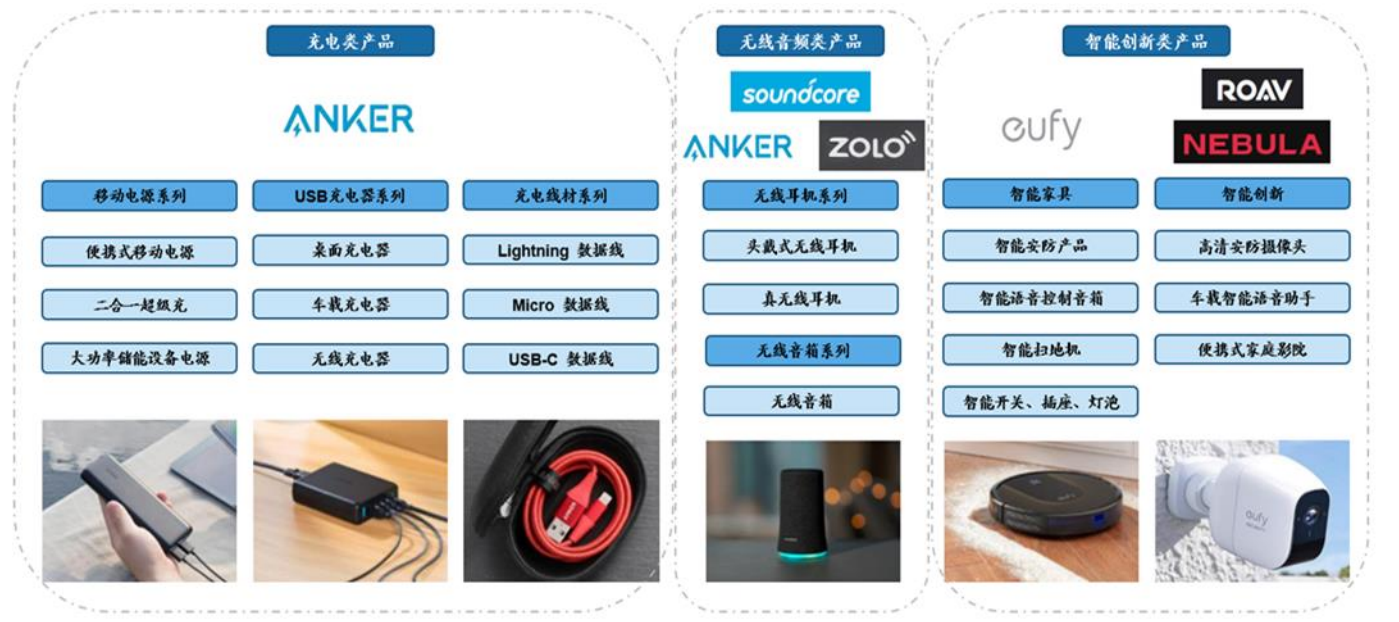 充电类产品
ANKER
移动电源系列
便携式移动电源
二合一超级充
大功率储能设备电源
USB充电器系列
桌面充电器
车载充电器
无线充电器
充电线材系列
Lightning 数据线
Micro 数据线
USB-C 数据线
无线音频类产品
soundcore
ANKER
ZOLO
无线耳机系列
头戴式无线耳机
真无线耳机
无线音箱系列
无线音箱
智能创新类产品
eufy
ROAV
NEBULA
智能家具
智能安防产品
智能语音控制音箱
智能扫地机
智能开关、插座、灯泡
智能创新
高清安防摄像头
车载智能语音助手
便携式家庭影院
eufy
eufy